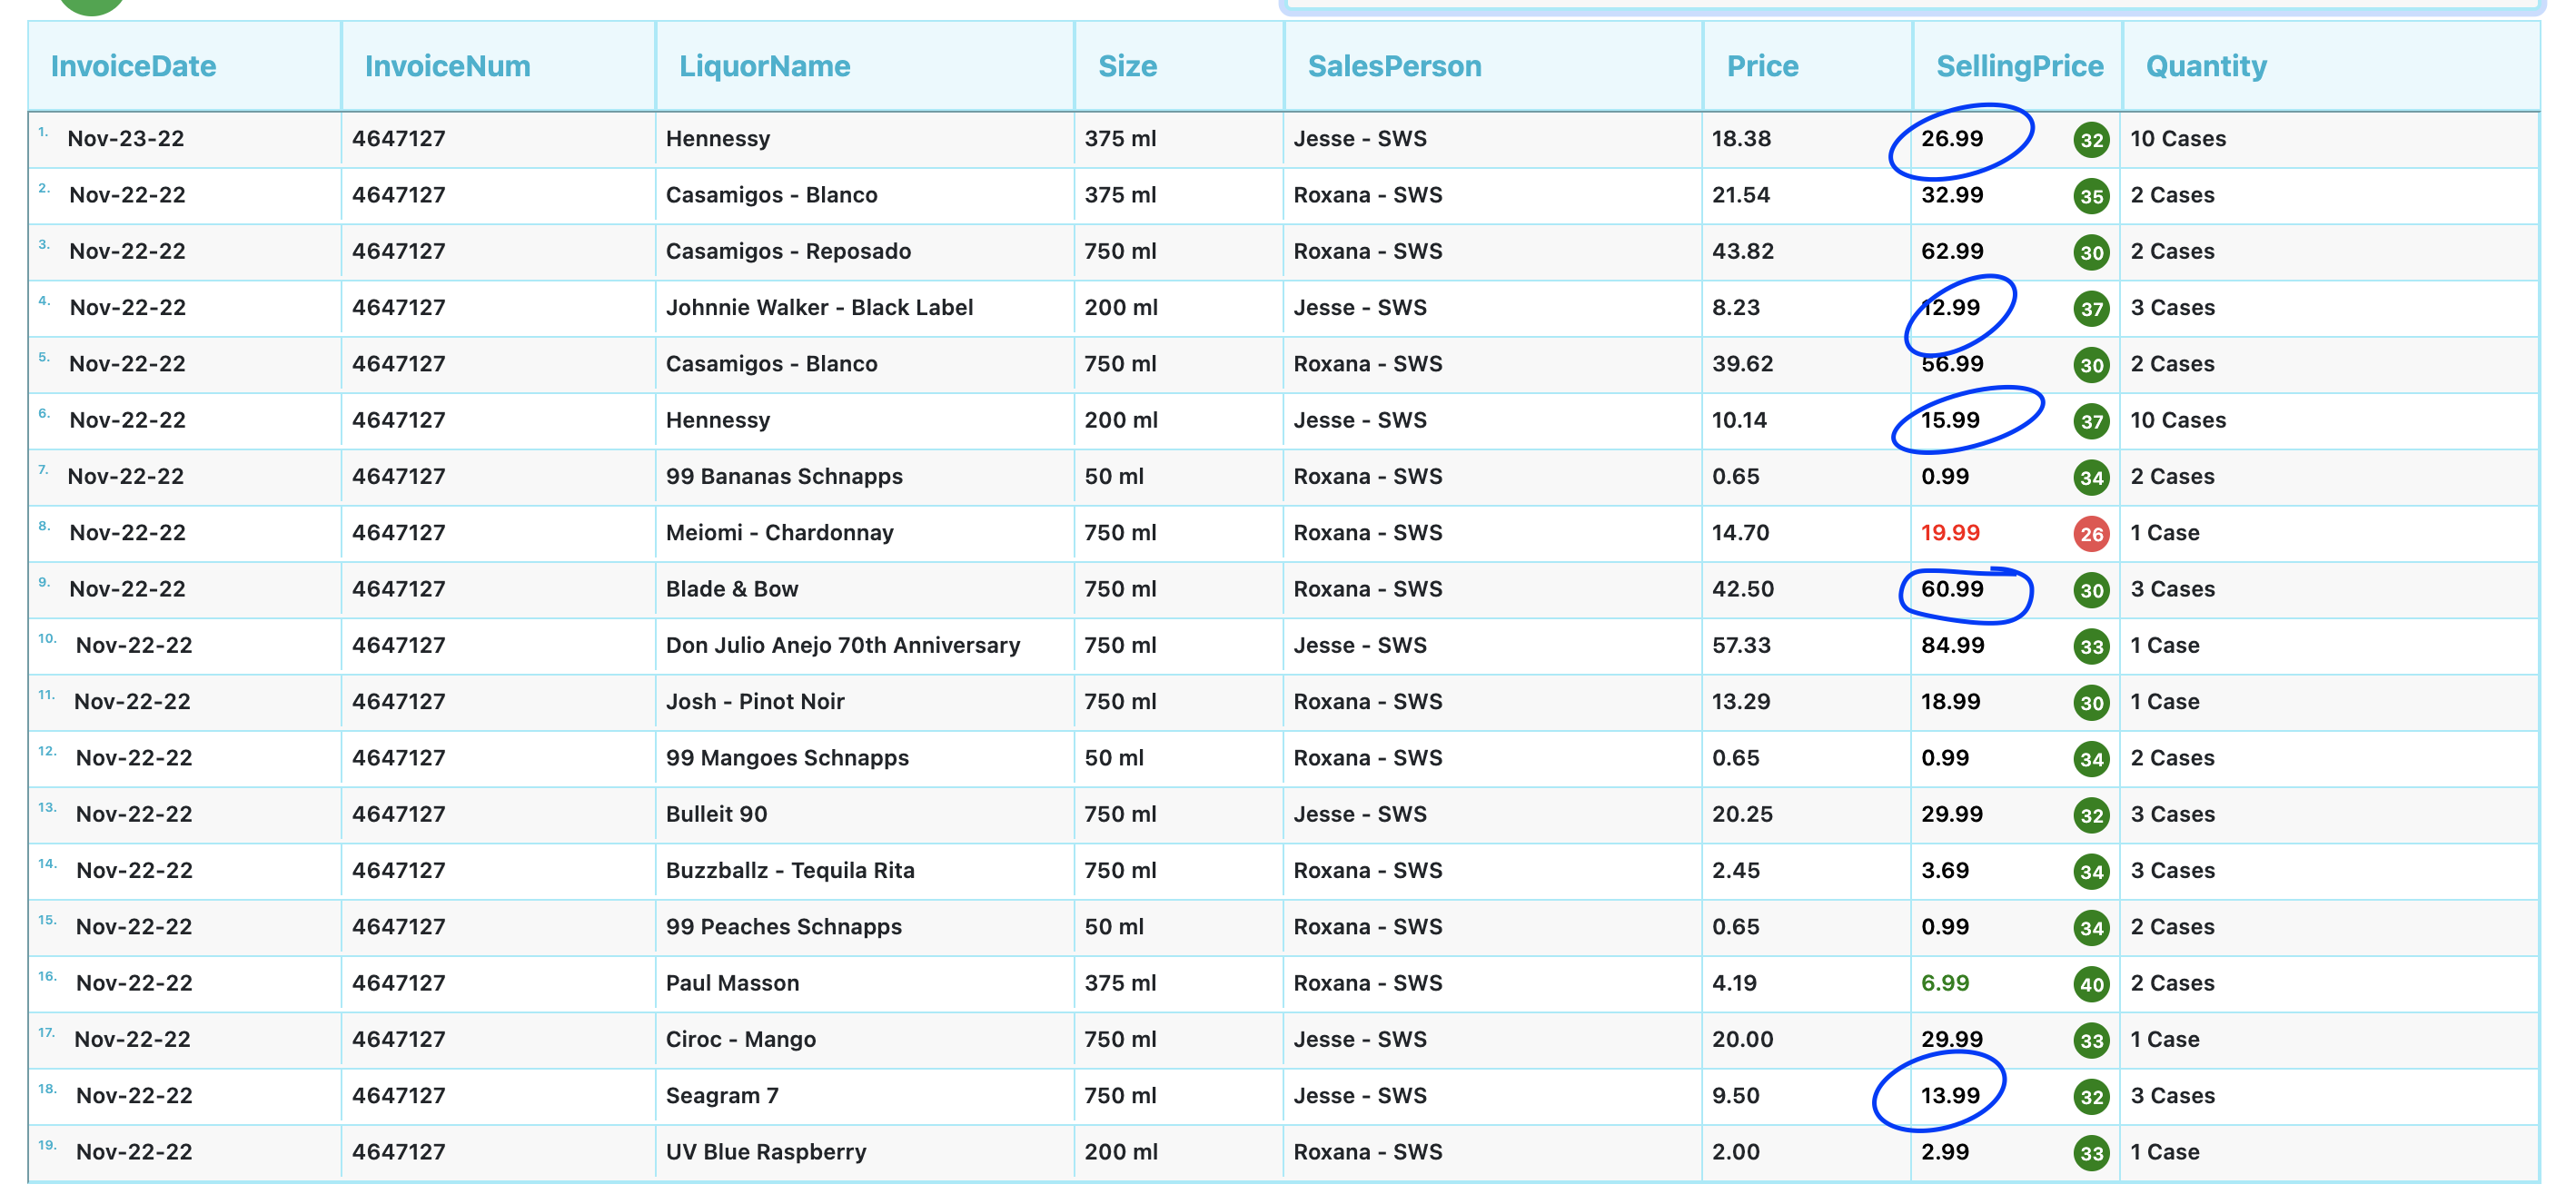 InvoiceDate InvoiceNum LiquorName Size SalesPerson Price SellingPrice Quantity
1. Nov-23-22 4647127 Hennessy 375 ml Jesse - SWS 18.38 26.99 32 10 Cases
2. Nov-22-22 4647127 Casamigos - Blanco 375 ml Roxana - SWS 21.54 32.99 35 2 Cases
3. Nov-22-22 4647127 Casamigos - Reposado 750 ml Roxana - SWS 43.82 62.99 30 2 Cases
4. Nov-22-22 4647127 Johnnie Walker - Black Label 200 ml Jesse - SWS 8.23 12.99 37 3 Cases
5. Nov-22-22 4647127 Casamigos - Blanco 750 ml Roxana - SWS 39.62 56.99 30 2 Cases
6. Nov-22-22 4647127 Hennessy 200 ml Jesse - SWS 10.14 15.99 37 10 Cases
7. Nov-22-22 4647127 99 Bananas Schnapps 50 ml Roxana - SWS 0.65 0.99 34 2 Cases
8. Nov-22-22 4647127 Meiomi - Chardonnay 750 ml Roxana - SWS 14.70 19.99 26 1 Case
9. Nov-22-22 4647127 Blade & Bow 750 ml Roxana - SWS 42.50 60.99 30 3 Cases
10. Nov-22-22 4647127 Don Julio Anejo 70th Anniversary 750 ml Jesse - SWS 57.33 84.99 33 1 Case
11. Nov-22-22 4647127 Josh - Pinot Noir 750 ml Roxana - SWS 13.29 18.99 30 1 Case
12. Nov-22-22 4647127 99 Mangoes Schnapps 50 ml Roxana - SWS 0.65 0.99 34 2 Cases
13. Nov-22-22 4647127 Bulleit 90 750 ml Jesse - SWS 20.25 29.99 32 3 Cases
14. Nov-22-22 4647127 Buzzballz - Tequila Rita 750 ml Roxana - SWS 2.45 3.69 34 3 Cases
15. Nov-22-22 4647127 99 Peaches Schnapps 50 ml Roxana - SWS 0.65 0.99 34 2 Cases
16. Nov-22-22 4647127 Paul Masson 375 ml Roxana - SWS 4.19 6.99 40 2 Cases
17. Nov-22-22 4647127 Ciroc - Mango 750 ml Jesse - SWS 20.00 29.99 33 1 Case
18. Nov-22-22 4647127 Seagram 7 750 ml Jesse - SWS 9.50 13.99 32 3 Cases
19. Nov-22-22 4647127 UV Blue Raspberry 200 ml Roxana - SWS 2.00 2.99 33 1 Case